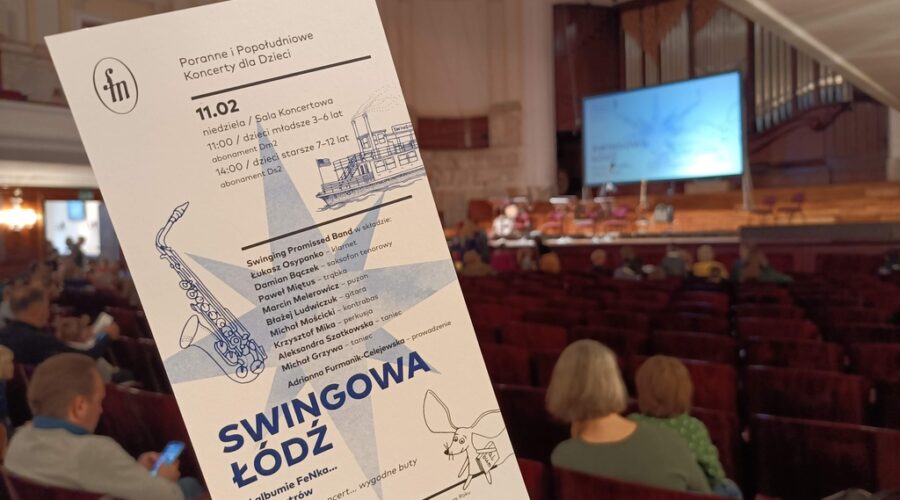 fn
Poranne i Popołudniowe
Koncerty dla Dzieci
11.02
niedziela / Sala Koncertowa
11:00 / dzieci młodsze 3–6 lat
abonament Dm2
14:00 / dzieci starsze 7–12 lat
abonament Ds2
Swinging Promissed Band w składzie:
Łukasz Osypanko – klarnet
Damian Bączek – saksofon tenorowy
Paweł Miętus – trąbka
Marcin Melerowicz – puzon
Błażej Ludwiczuk – gitara
Michał Mościcki – kontrabas
Krzysztof Mika – perkusja
Aleksandra Szatkowska – taniec
Michał Grzywa – taniec
Adrianna Furmanik-Celejewska – prowadzenie
SWINGOWA
ŁÓDŹ
albumie FeNka...
wygodne buty
SWINGOWA
ŁÓDŹ